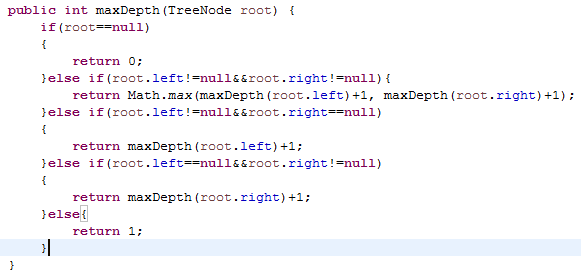 public int maxDepth(TreeNode root) {
    if(root==null)
    {
        return 0;
    }else if(root.left!=null&&root.right!=null){
        return Math.max(maxDepth(root.left)+1, maxDepth(root.right)+1);
    }else if(root.left!=null&&root.right==null)
    {
        return maxDepth(root.left)+1;
    }else if(root.left==null&&root.right!=null)
    {
        return maxDepth(root.right)+1;
    }else{
        return 1;
    }
}